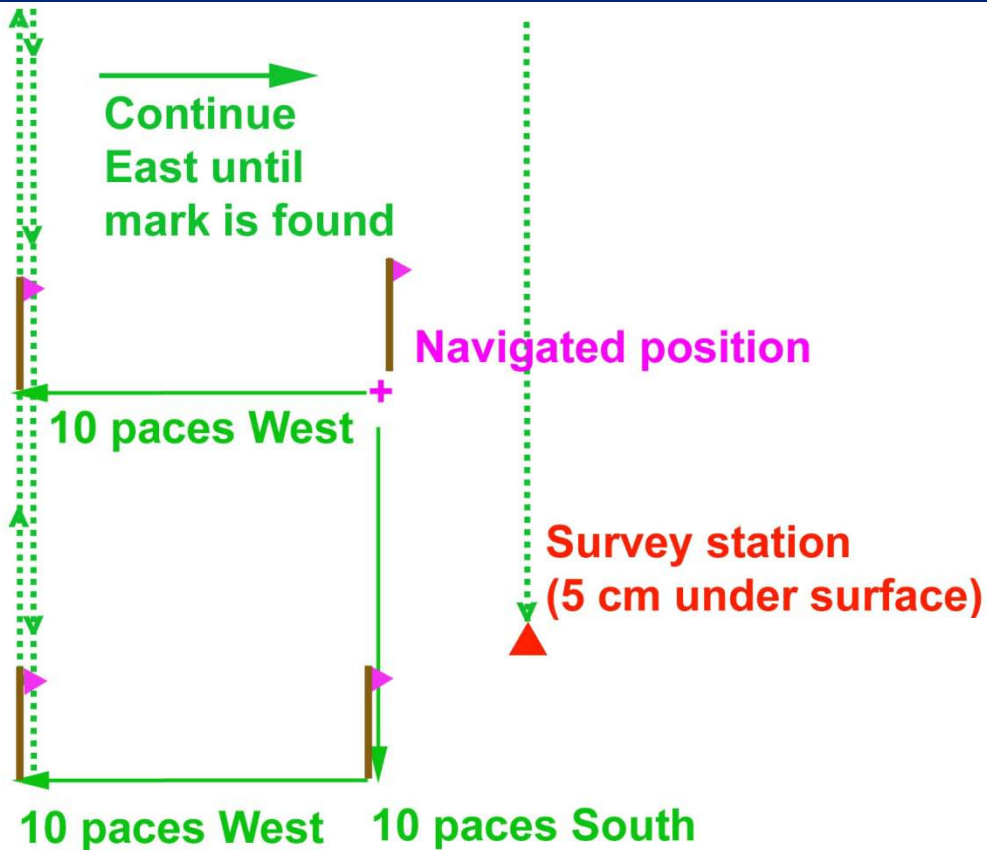 Continue
East until
mark is found
Navigated position
10 paces West
Survey station
(5 cm under surface)
10 paces West
10 paces South